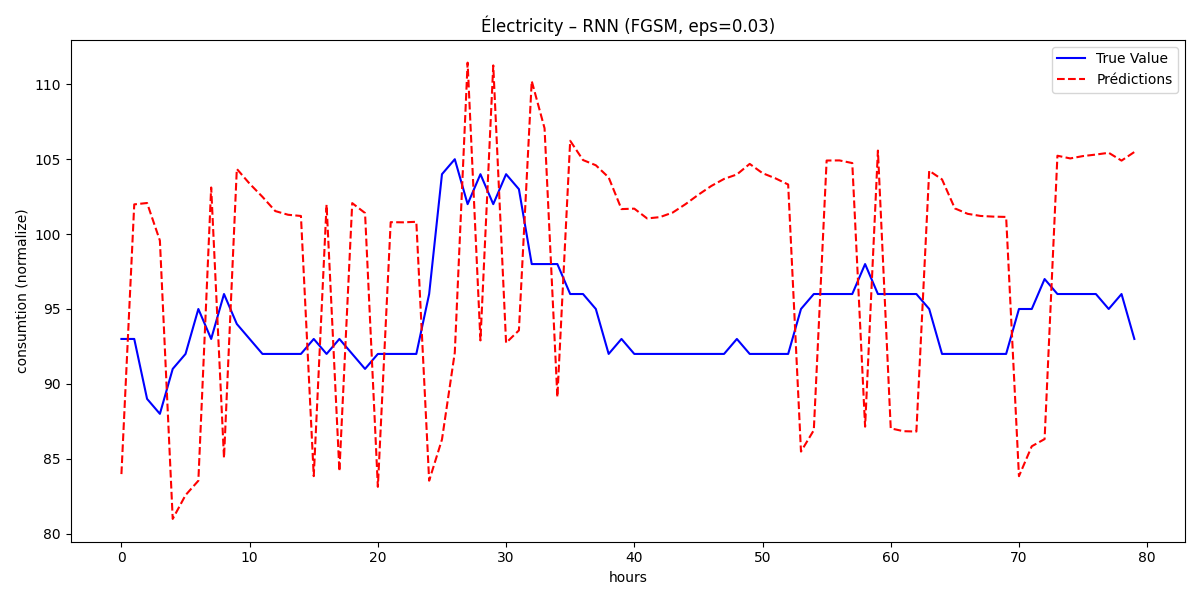 Électricity – RNN (FGSM, eps=0.03)
True Value
Prédictions
consumtion (normalize)
110
105
100
95
90
85
80
0 10 20 30 40 50 60 70 80
hours